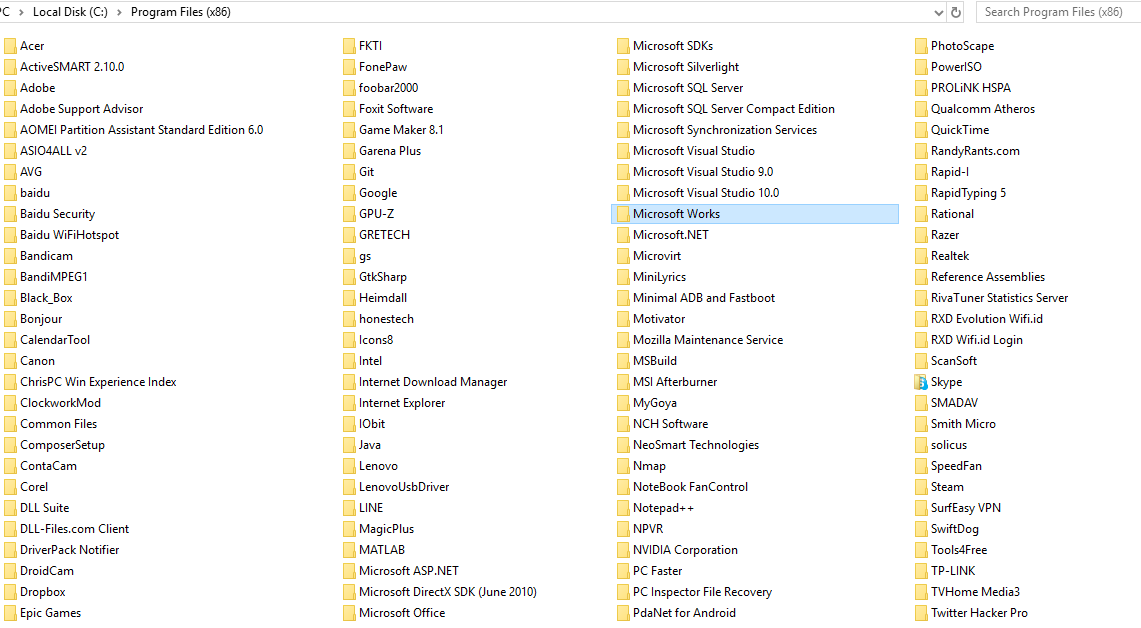 PC > Local Disk (C:) > Program Files (x86)
Search Program Files (x86)
Acer
ActiveSMART 2.10.0
Adobe
Adobe Support Advisor
AOMEI Partition Assistant Standard Edition 6.0
ASIO4ALL v2
AVG
baidu
Baidu Security
Baidu WiFiHotspot
Bandicam
BandiMPEG1
Black_Box
Bonjour
CalendarTool
Canon
ChrisPC Win Experience Index
ClockworkMod
Common Files
ComposerSetup
ContaCam
Corel
DLL Suite
DLL-Files.com Client
DriverPack Notifier
DroidCam
Dropbox
Epic Games
FKTI
FonePaw
foobar2000
Foxit Software
Game Maker 8.1
Garena Plus
Git
Google
GPU-Z
GRETECH
gs
GtkSharp
Heimdall
honestech
Icons8
Intel
Internet Download Manager
Internet Explorer
IObit
Java
Lenovo
LenovoUsbDriver
LINE
MagicPlus
MATLAB
Microsoft ASP.NET
Microsoft DirectX SDK (June 2010)
Microsoft Office
Microsoft SDKs
Microsoft Silverlight
Microsoft SQL Server
Microsoft SQL Server Compact Edition
Microsoft Synchronization Services
Microsoft Visual Studio
Microsoft Visual Studio 9.0
Microsoft Visual Studio 10.0
Microsoft Works
Microsoft.NET
Microvirt
MiniLyrics
Minimal ADB and Fastboot
Motivator
Mozilla Maintenance Service
MSBuild
MSI Afterburner
MyGoya
NCH Software
NeoSmart Technologies
Nmap
NoteBook FanControl
Notepad++
NPVR
NVIDIA Corporation
PC Faster
PC Inspector File Recovery
PdaNet for Android
PhotoScape
PowerISO
PROLiNK HSPA
Qualcomm Atheros
QuickTime
RandyRants.com
Rapid-I
RapidTyping 5
Rational
Razer
Realtek
Reference Assemblies
RivaTuner Statistics Server
RXD Evolution Wifi.id
RXD Wifi.id Login
ScanSoft
Skype
SMADAV
Smith Micro
solicus
SpeedFan
Steam
SurfEasy VPN
SwiftDog
Tools4Free
TP-LINK
TVHome Media3
Twitter Hacker Pro